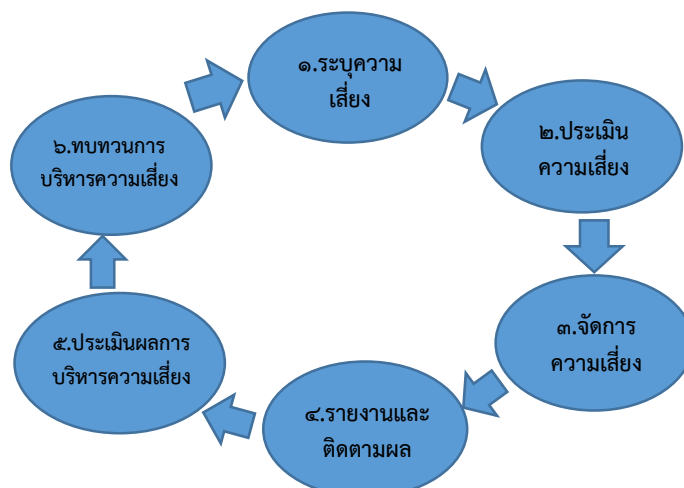 ๑.ระบุความ
เสี่ยง
๒.ประเมิน
ความเสี่ยง
๓.จัดการ
ความเสี่ยง
๔.รายงานและ
ติดตามผล
๕.ประเมินผลการ
บริหารความเสี่ยง
๖.ทบทวนการ
บริหารความเสี่ยง